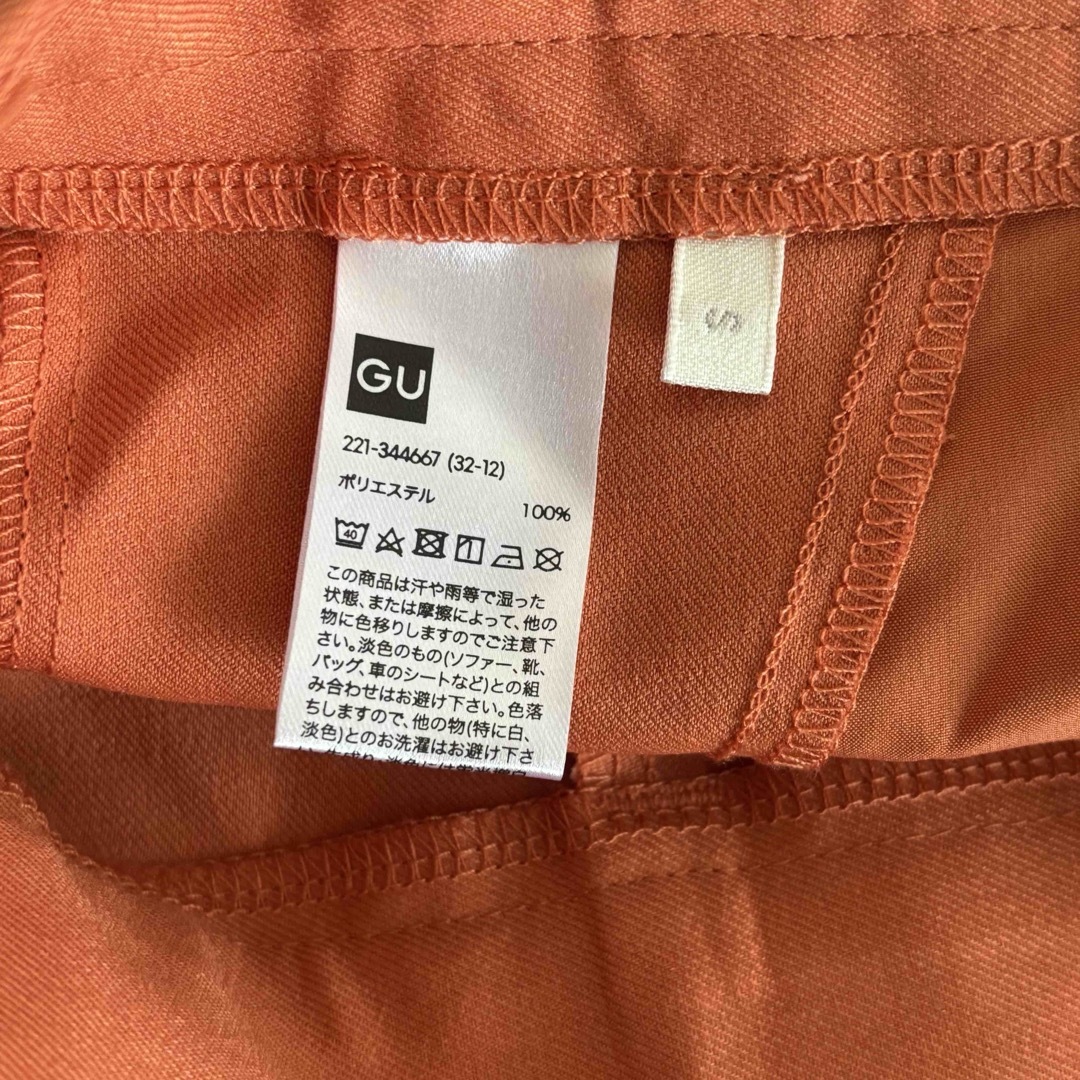 GU
221-344667 (32-12)
ポリエステル 100%
40
この商品は汗や雨等で湿った
状態、または摩擦によって、他の
物に色移りしますのでご注意下
さい。淡色のもの(ソファー、靴、
バッグ、車のシートなど)との組
み合わせはお避け下さい。色落
ちしますので、他の物(特に白、
淡色)とのお洗濯はお避け下さ
S